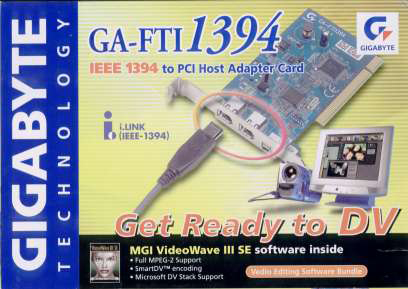 GIGABYTE
TECHNOLOGY
GA-FTI 1394
IEEE 1394 to PCI Host Adapter Card
G
GIGABYTE
i.LINK
(IEEE-1394)
Get Ready to DV
MGI VideoWave III SE software inside
• Full MPEG-2 Support
• SmartDV™ encoding
• Microsoft DV Stack Support
Vedio Editing Software Bundle